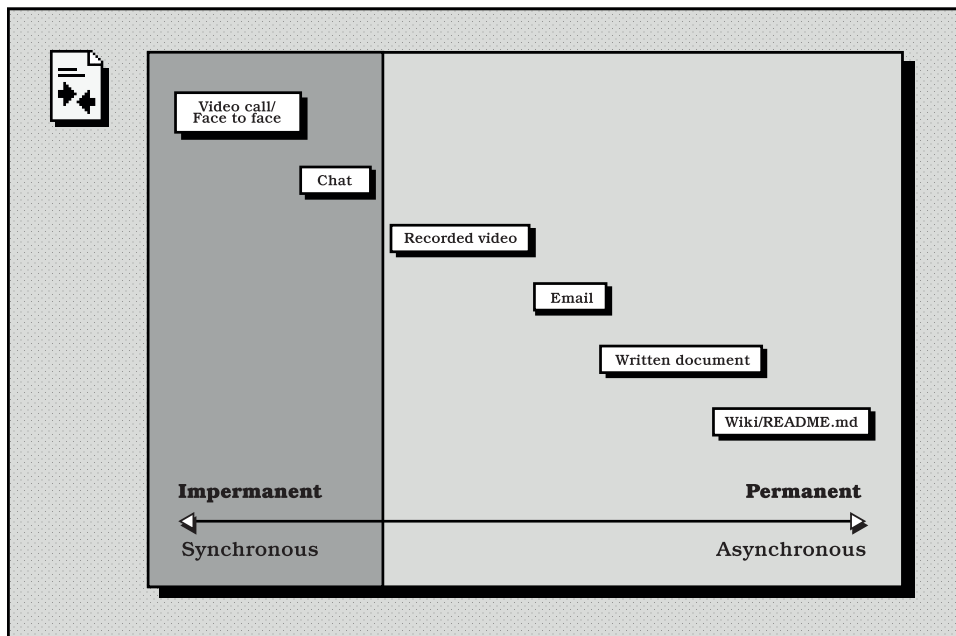 Video call/
Face to face
Chat
Recorded video
Email
Written document
Wiki/README.md
Impermanent
Permanent
Synchronous
Asynchronous